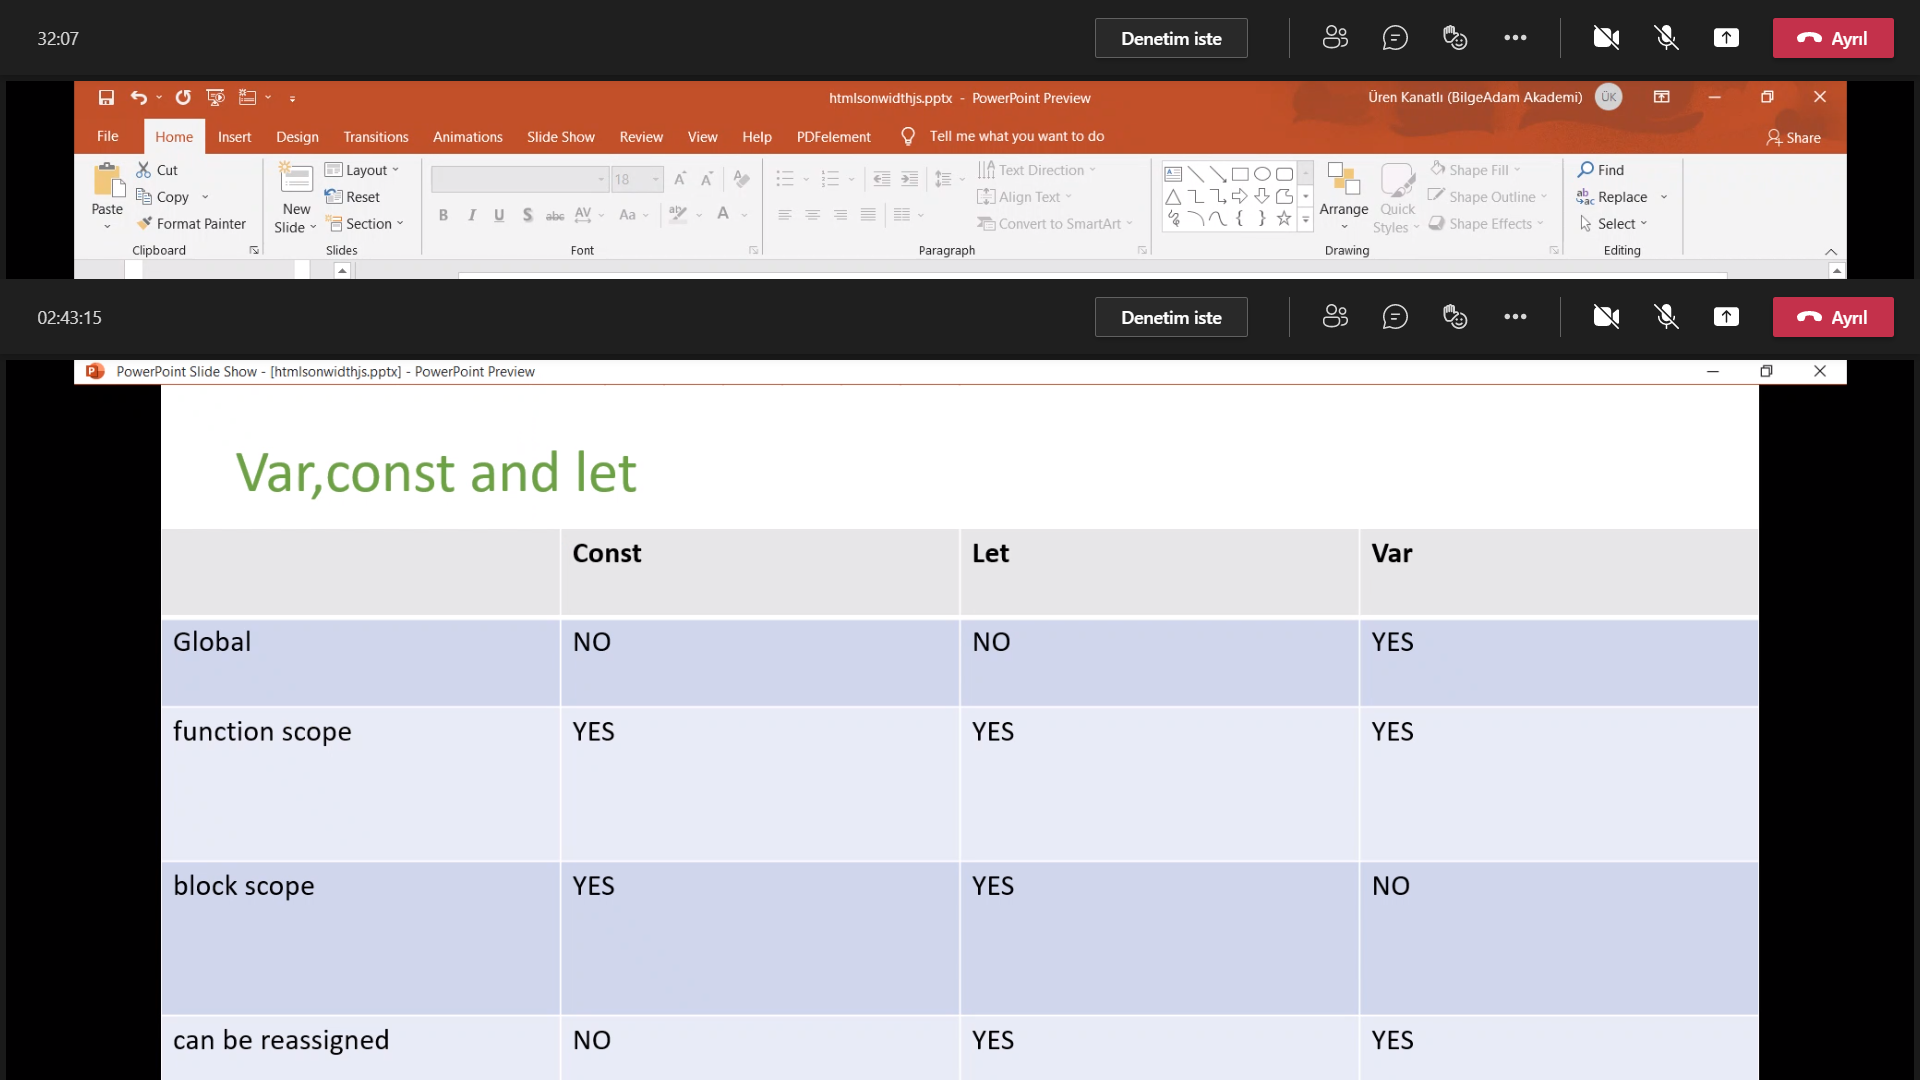 32:07
Denetim iste
Ayrıl
htmlsonwidthjs.pptx - PowerPoint Preview
Üren Kanatlı (BilgeAdam Akademi)
ÜK
File Home Insert Design Transitions Animations Slide Show Review View Help PDFelement Tell me what you want to do
Share
Paste
Cut
Copy
Format Painter
Clipboard
New
Slide
Layout
Reset
Section
Slides
18
B I U S abc AV Aa A
Font
Text Direction
Align Text
Convert to SmartArt
Paragraph
Arrange
Quick
Styles
Shape Fill
Shape Outline
Shape Effects
Drawing
Find
Replace
Select
Editing
02:43:15
Denetim iste
Ayrıl
PowerPoint Slide Show - [htmlsonwidthjs.pptx] - PowerPoint Preview
Var,const and let
Const Let Var
Global NO NO YES
function scope YES YES YES
block scope YES YES NO
can be reassigned NO YES YES